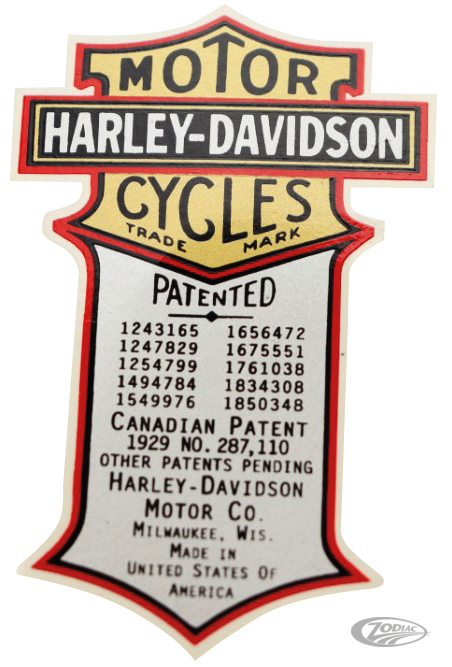 MOTOR
HARLEY-DAVIDSON
CYCLES
TRADE MARK
PATENTED
1243165 1656472
1247829 1675551
1254799 1761038
1494784 1834308
1549976 1850348
CANADIAN PATENT
1929 NO. 287,110
OTHER PATENTS PENDING
HARLEY-DAVIDSON
MOTOR CO.
MILWAUKEE, WIS.
MADE IN
UNITED STATES OF
AMERICA
ZODIAC